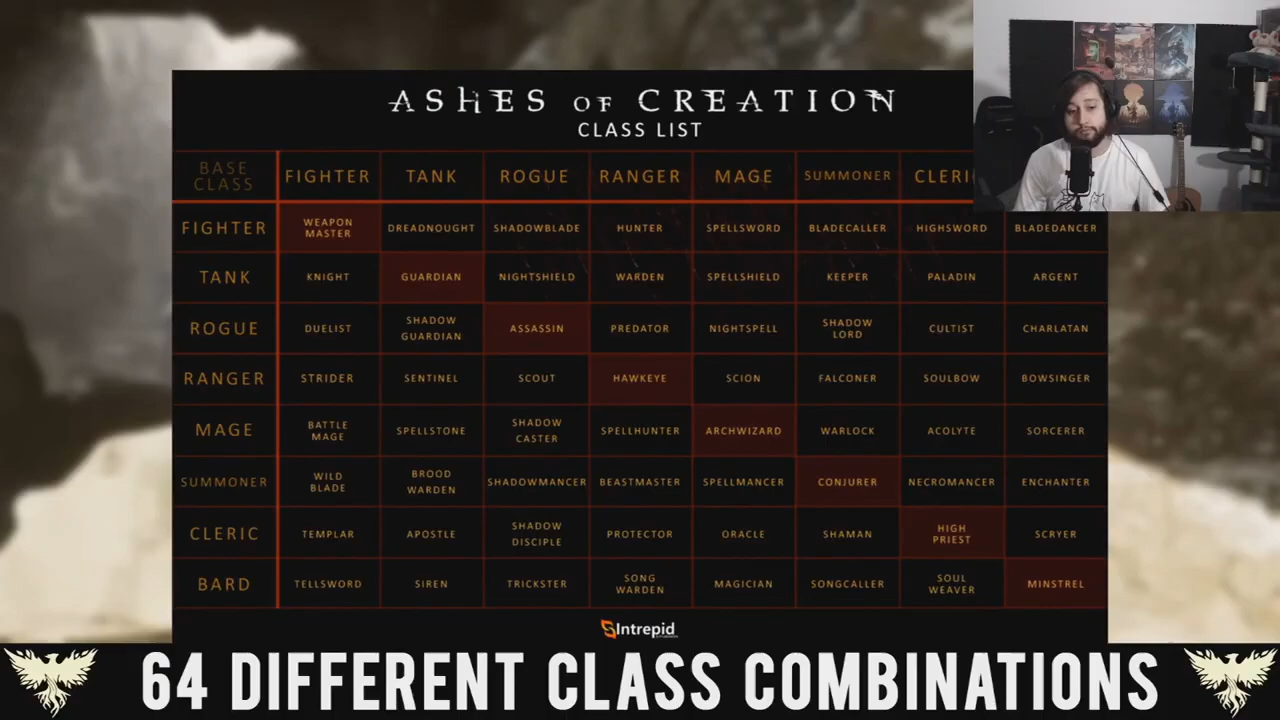 ASHES OF CREATION
CLASS LIST
BASE CLASS FIGHTER TANK ROGUE RANGER MAGE SUMMONER
FIGHTER WEAPON MASTER DREADNOUGHT SHADOWBLADE HUNTER SPELLSWORD BLADECALLER HIGHSWORD BLADEDANCER
TANK KNIGHT GUARDIAN NIGHTSHIELD WARDEN SPELLSHIELD KEEPER PALADIN ARGENT
ROGUE DUELIST SHADOW GUARDIAN ASSASSIN PREDATOR NIGHTSPELL SHADOW LORD CULTIST CHARLATAN
RANGER STRIDER SENTINEL SCOUT HAWKEYE SCION FALCONER SOULBOW BOWSINGER
MAGE BATTLE MAGE SPELLSTONE SHADOW CASTER SPELLHUNTER ARCHWIZARD WARLOCK ACOLYTE SORCERER
SUMMONER WILD BLADE BROOD WARDEN SHADOWMANCER BEASTMASTER SPELLMANCER CONJURER NECROMANCER ENCHANTER
CLERIC TEMPLAR APOSTLE SHADOW DISCIPLE PROTECTOR ORACLE SHAMAN HIGH PRIEST SCRYER
BARD TELLSWORD SIREN TRICKSTER SONG WARDEN MAGICIAN SONGCALLER SOUL WEAVER MINSTREL
Intrepid
64 DIFFERENT CLASS COMBINATIONS